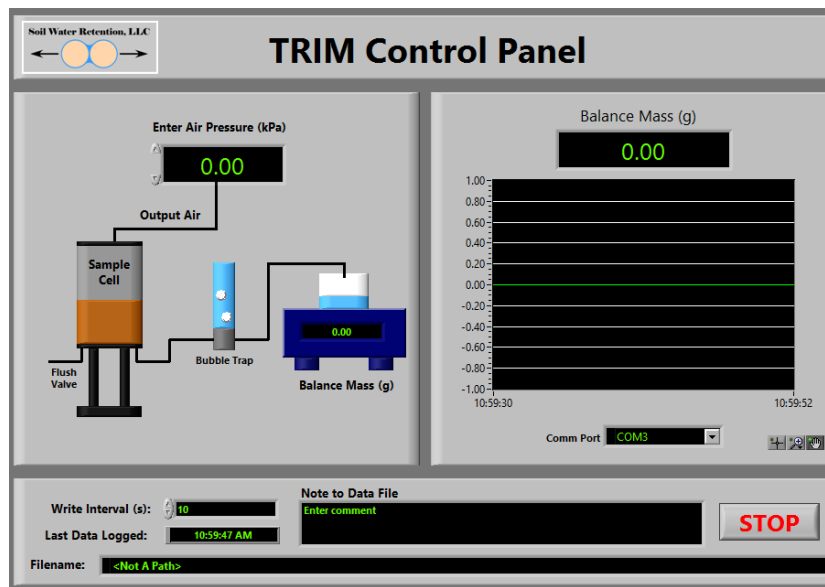 Soil Water Retention, LLC
TRIM Control Panel
Enter Air Pressure (kPa)
0.00
Output Air
Sample
Cell
Flush
Valve
Bubble Trap
0.00
Balance Mass (g)
Balance Mass (g)
0.00
1.00
0.80
0.60
0.40
0.20
0.00
-0.20
-0.40
-0.60
-0.80
-1.00
10:59:30 10:59:52
Comm Port COM3
Write Interval (s): 10
Last Data Logged: 10:59:47 AM
Note to Data File
Enter comment
STOP
Filename: <Not A Path>